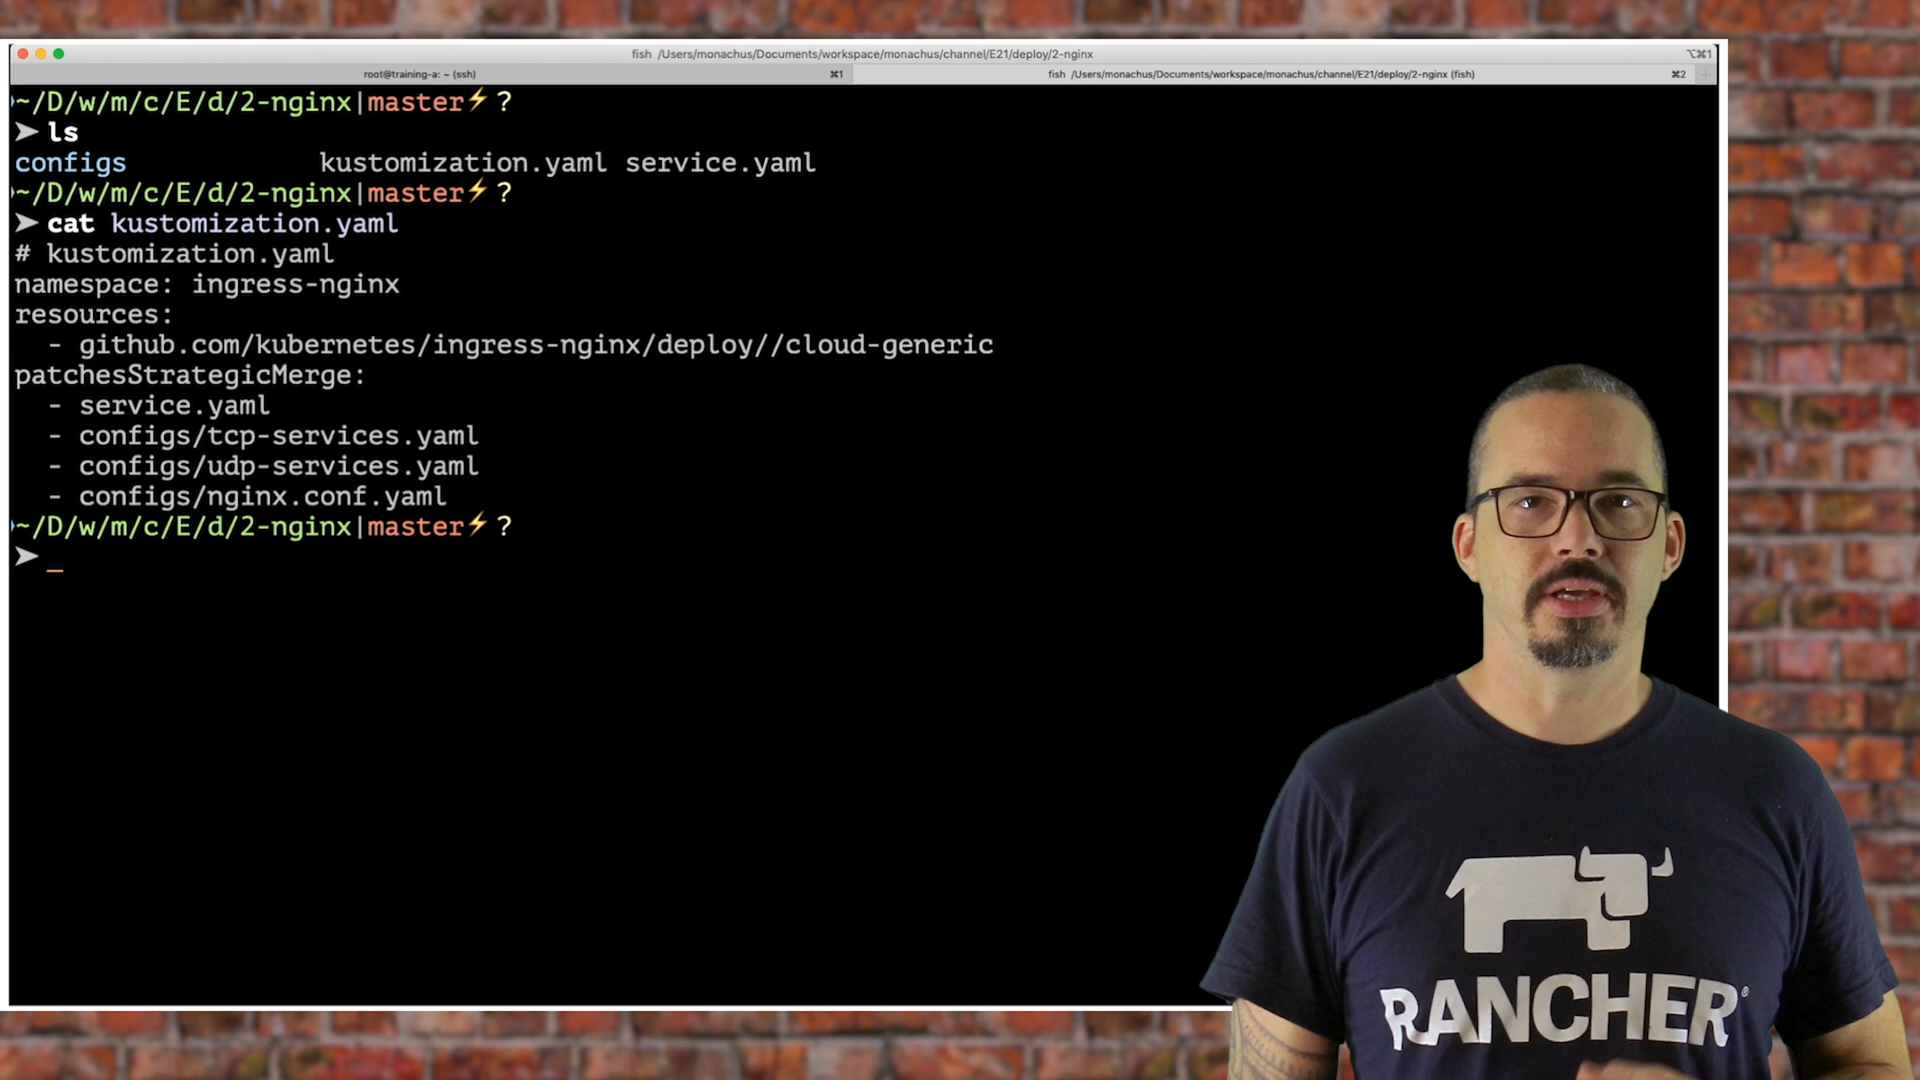 fish /Users/monachus/Documents/workspace/monachus/channel/E21/deploy/2-nginx
⌥⌘1
root@training-a: ~ (ssh)
⌘1
fish /Users/monachus/Documents/workspace/monachus/channel/E21/deploy/2-nginx (fish)
⌘2
~/D/w/m/c/E/d/2-nginx|master⚡?
➤ ls
configs kustomization.yaml service.yaml
~/D/w/m/c/E/d/2-nginx|master⚡?
➤ cat kustomization.yaml
# kustomization.yaml
namespace: ingress-nginx
resources:
- github.com/kubernetes/ingress-nginx/deploy//cloud-generic
patchesStrategicMerge:
- service.yaml
- configs/tcp-services.yaml
- configs/udp-services.yaml
- configs/nginx.conf.yaml
~/D/w/m/c/E/d/2-nginx|master⚡?
➤ _
RANCHER®